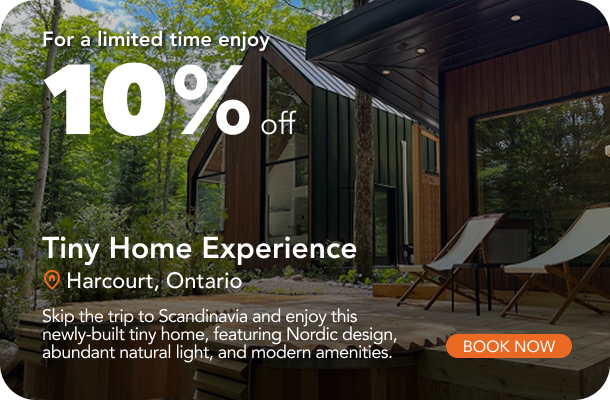 For a limited time enjoy
10% off
Tiny Home Experience
Harcourt, Ontario
Skip the trip to Scandinavia and enjoy this
newly-built tiny home, featuring Nordic design,
abundant natural light, and modern amenities.
BOOK NOW